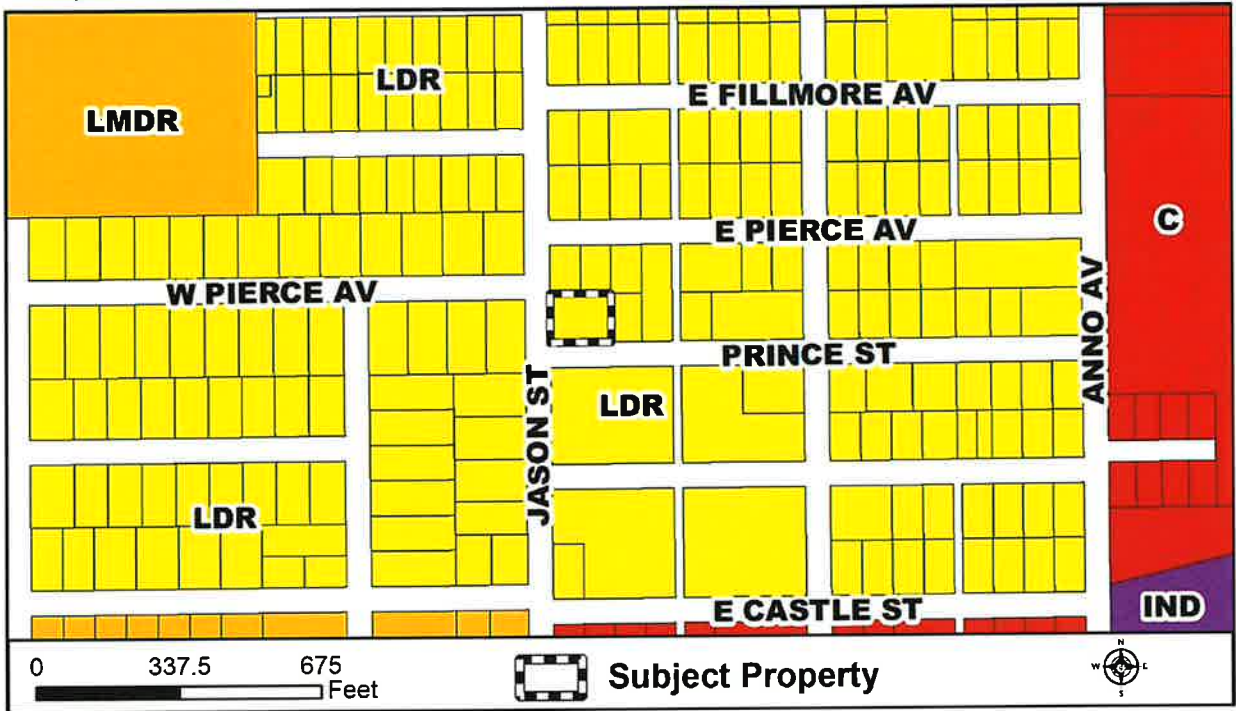 LDR
E FILLMORE AV
LMDR
C
E PIERCE AV
W PIERCE AV
ANNO AV
PRINCE ST
JASON ST
LDR
LDR
E CASTLE ST
IND
0 337.5 675
Feet
Subject Property
N
W E
S